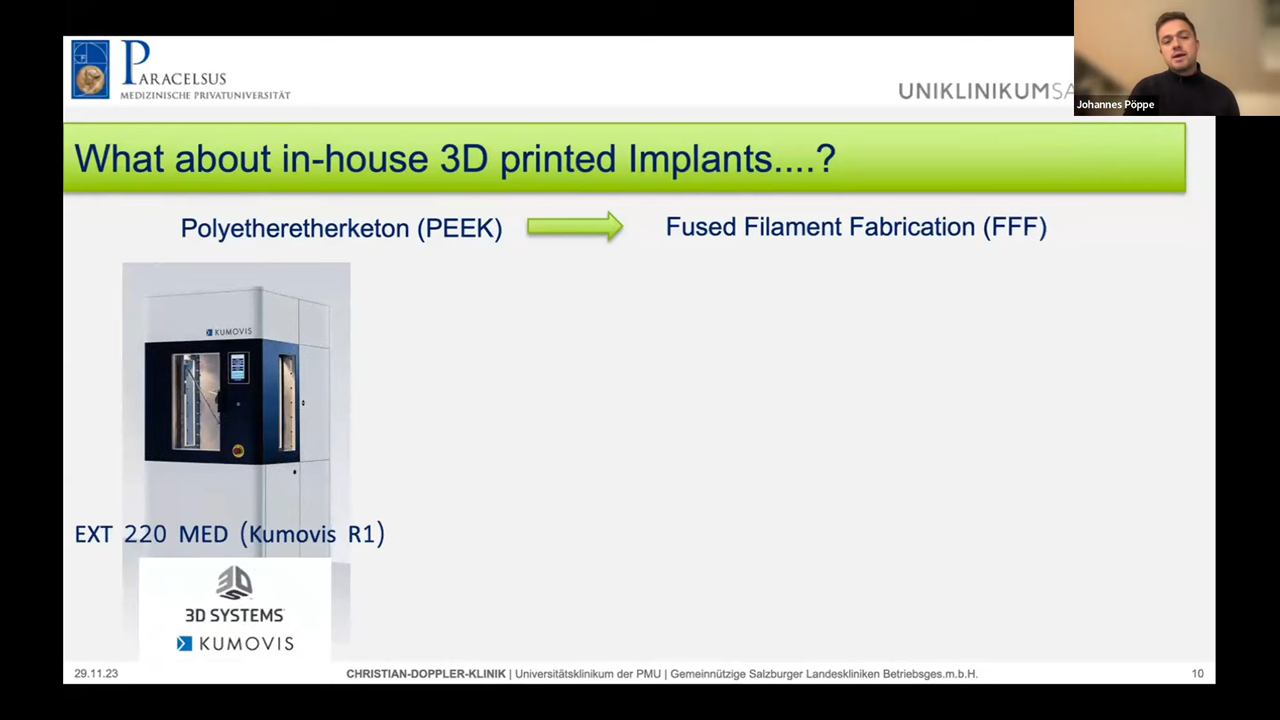 PARACELSUS
MEDIZINISCHE PRIVATUNIVERSITÄT
UNIKLINIKUMSA
Johannes Pöppe
What about in-house 3D printed Implants....?
Polyetheretherketon (PEEK)
Fused Filament Fabrication (FFF)
KUMOVIS
EXT 220 MED (Kumovis R1)
3D
3D SYSTEMS
KUMOVIS
29.11.23
CHRISTIAN-DOPPLER-KLINIK | Universitätsklinikum der PMU | Gemeinnützige Salzburger Landeskliniken Betriebsges.m.b.H.
10